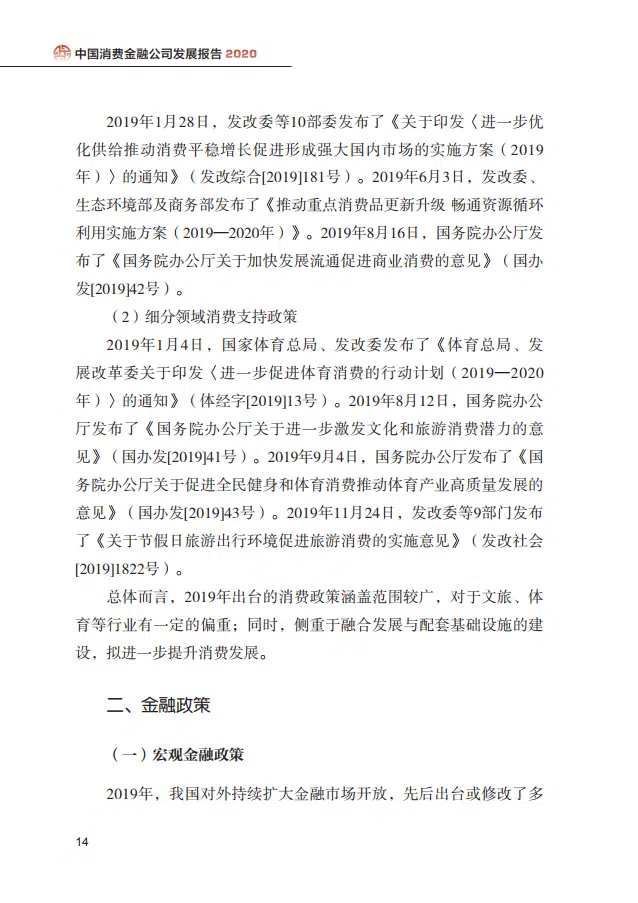 中国消费金融公司发展报告 2020
2019年1月28日，发改委等10部委发布了《关于印发〈进一步优
化供给推动消费平稳增长促进形成强大国内市场的实施方案（2019
年）〉的通知》（发改综合[2019]181号）。2019年6月3日，发改委、
生态环境部及商务部发布了《推动重点消费品更新升级 畅通资源循环
利用实施方案（2019—2020年）》。2019年8月16日，国务院办公厅发
布了《国务院办公厅关于加快发展流通促进商业消费的意见》（国办
发[2019]42号）。
（2）细分领域消费支持政策
2019年1月4日，国家体育总局、发改委发布了《体育总局、发
展改革委关于印发〈进一步促进体育消费的行动计划（2019—2020
年）〉的通知》（体经字[2019]13号）。2019年8月12日，国务院办公
厅发布了《国务院办公厅关于进一步激发文化和旅游消费潜力的意
见》（国办发[2019]41号）。2019年9月4日，国务院办公厅发布了《国
务院办公厅关于促进全民健身和体育消费推动体育产业高质量发展的
意见》（国办发[2019]43号）。2019年11月24日，发改委等9部门发布
了《关于节假日旅游出行环境促进旅游消费的实施意见》（发改社会
[2019]1822号）。
总体而言，2019年出台的消费政策涵盖范围较广，对于文旅、体
育等行业有一定的偏重；同时，侧重于融合发展与配套基础设施的建
设，拟进一步提升消费发展。
二、金融政策
（一）宏观金融政策
2019年，我国对外持续扩大金融市场开放，先后出台或修改了多
14